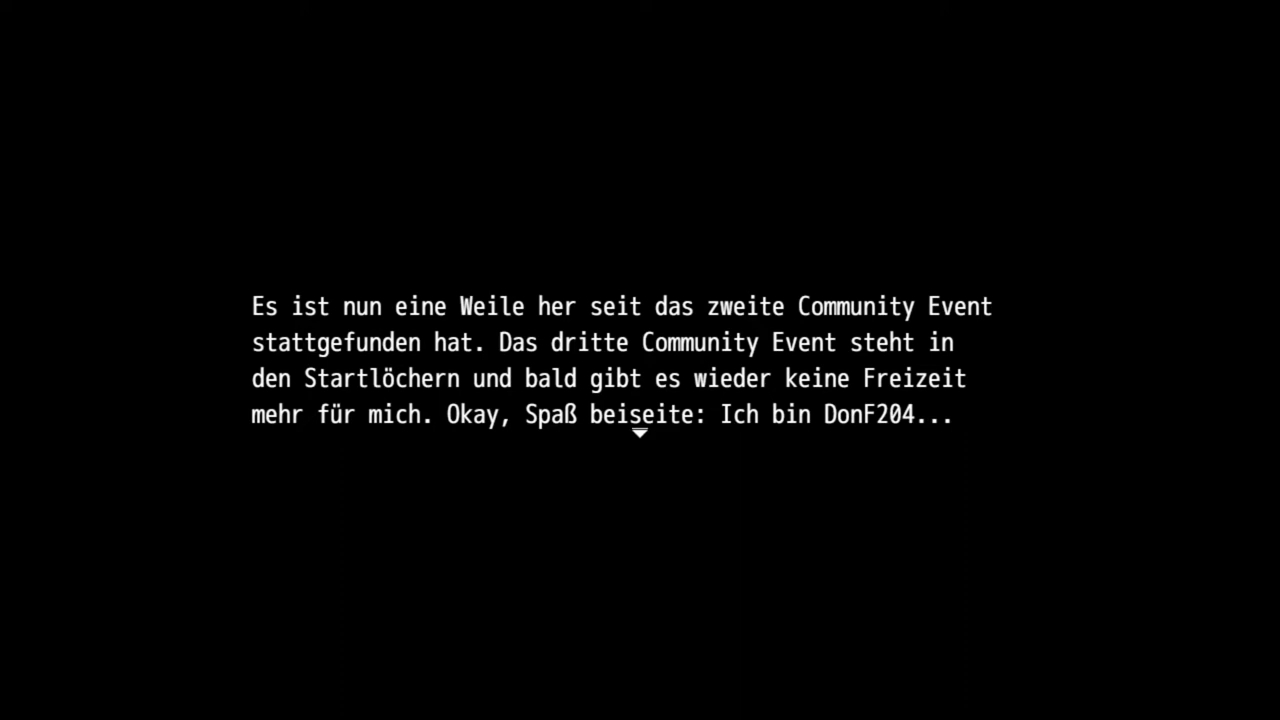 Es ist nun eine Weile her seit das zweite Community Event
stattgefunden hat. Das dritte Community Event steht in
den Startlöchern und bald gibt es wieder keine Freizeit
mehr für mich. Okay, Spaß beiseite: Ich bin DonF204...